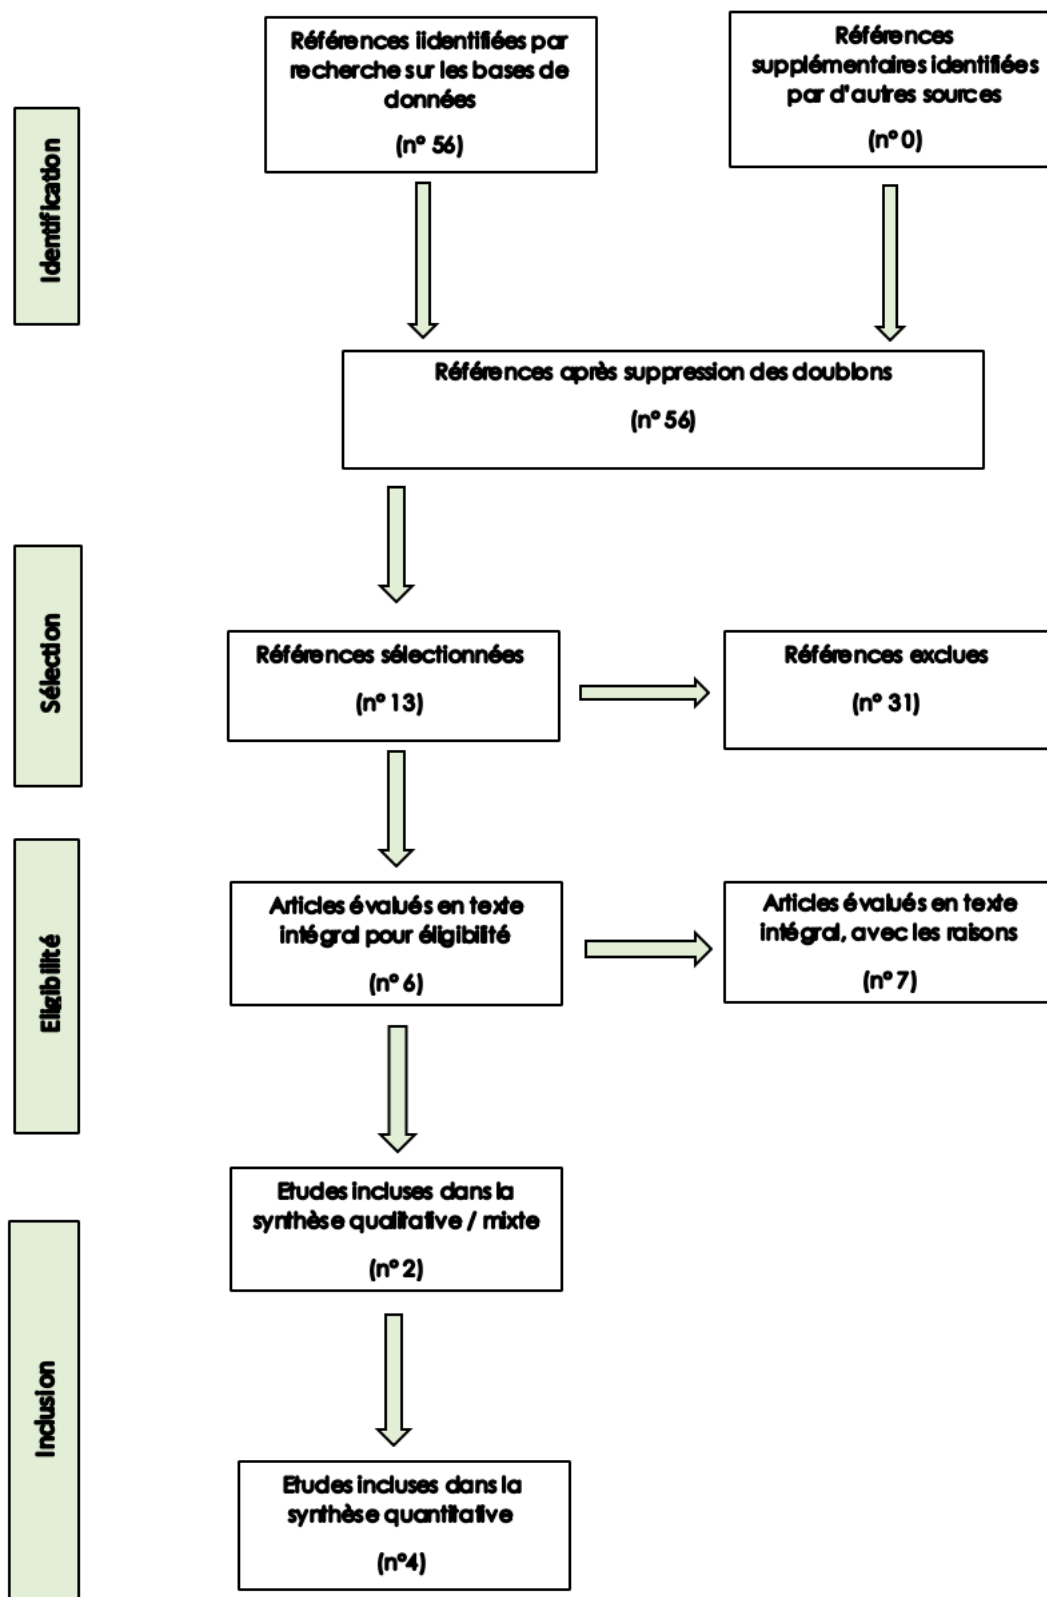 Références iidentifiées par
recherche sur les bases de
données
(n° 56)
Références
supplémentaires identifiées
par d'autres sources
(n° 0)
Identification
Références après suppression des doublons
(n° 56)
Sélection
Références sélectionnées
(n° 13)
Références exclues
(n° 31)
Eligibilité
Articles évalués en texte
intégral pour éligibilité
(n° 6)
Articles évalués en texte
intégral, avec les raisons
(n° 7)
Inclusion
Etudes incluses dans la
synthèse qualitative / mixte
(n° 2)
Etudes incluses dans la
synthèse quantitative
(n°4)